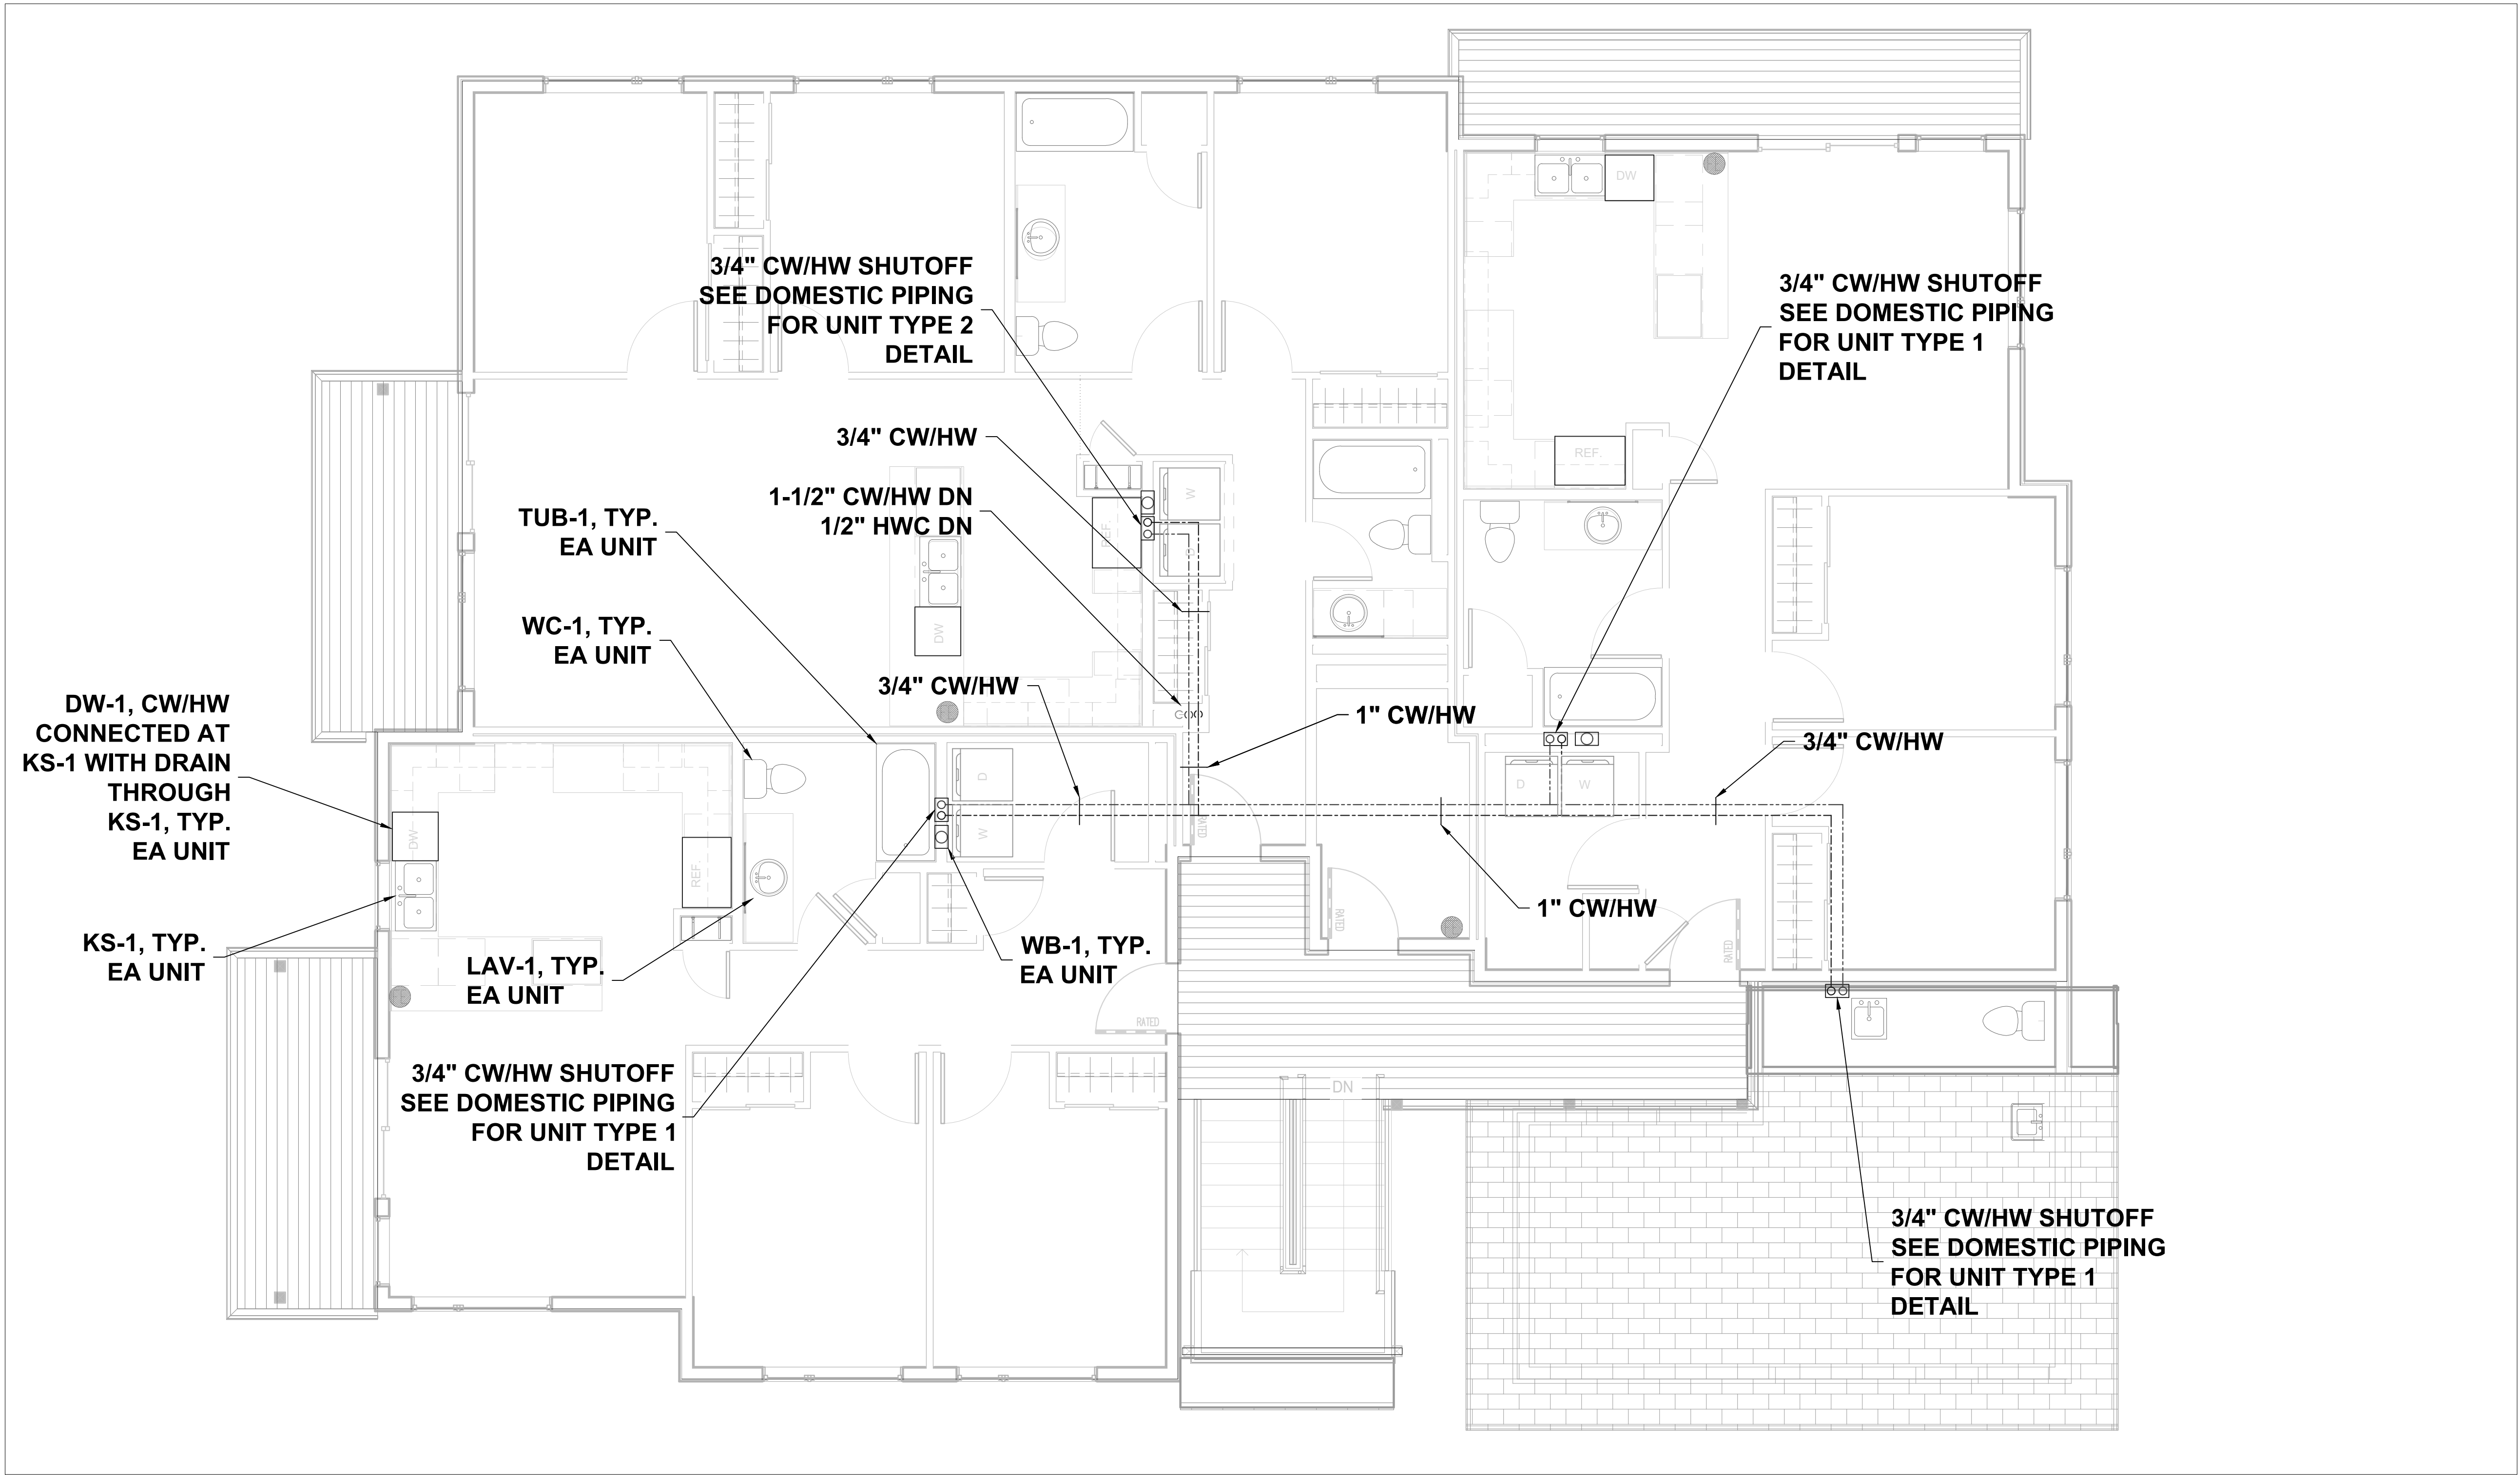 DW
3/4" CW/HW SHUTOFF
SEE DOMESTIC PIPING
FOR UNIT TYPE 2
DETAIL
3/4" CW/HW SHUTOFF
SEE DOMESTIC PIPING
FOR UNIT TYPE 1
DETAIL
3/4" CW/HW
REF.
W
1-1/2" CW/HW DN
1/2" HWC DN
TUB-1, TYP.
EA UNIT
REF.
D
WC-1, TYP.
EA UNIT
DW
3/4" CW/HW
DW-1, CW/HW
CONNECTED AT
KS-1 WITH DRAIN
THROUGH
KS-1, TYP.
EA UNIT
1" CW/HW
3/4" CW/HW
D
D
W
DW
W
RATED
REF.
1" CW/HW
RATED
KS-1, TYP.
EA UNIT
LAV-1, TYP.
EA UNIT
WB-1, TYP.
EA UNIT
RATED
RATED
3/4" CW/HW SHUTOFF
SEE DOMESTIC PIPING
FOR UNIT TYPE 1
DETAIL
DN
3/4" CW/HW SHUTOFF
SEE DOMESTIC PIPING
FOR UNIT TYPE 1
DETAIL